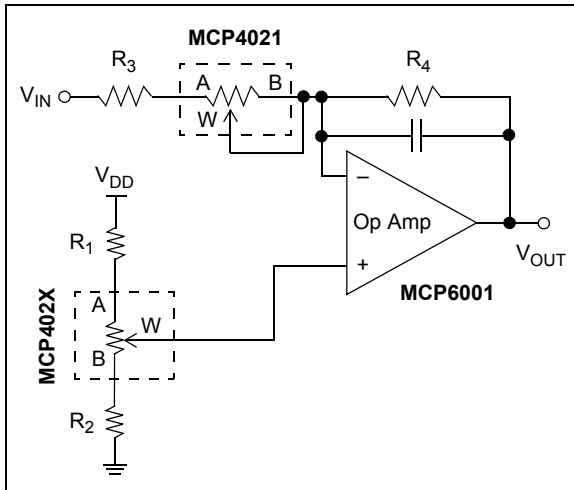 MCP4021
R3
A
B
R4
VIN
W
VDD
−
Op Amp
R1
VOUT
+
MCP6001
MCP402X
A
W
B
R2